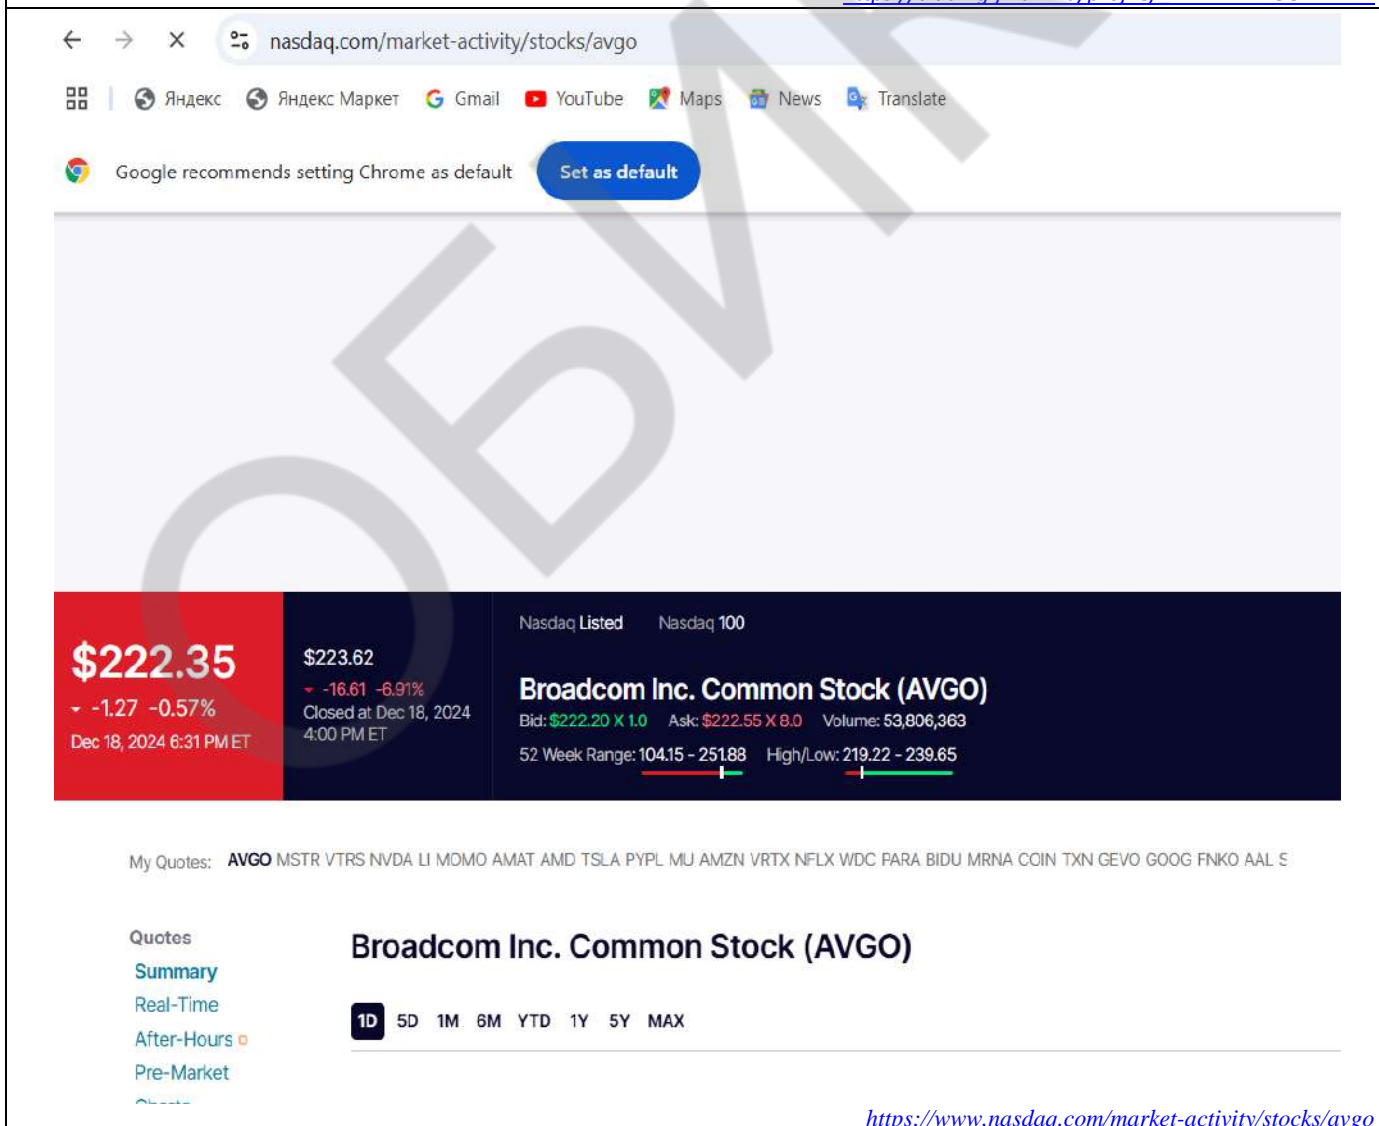 nasdaq.com/market-activity/stocks/avgo
Яндекс Яндекс Маркет Gmail YouTube Maps News Translate
Google recommends setting Chrome as default Set as default
ОБИ
Nasdaq Listed Nasdaq 100
$222.35
-1.27 -0.57%
Dec 18, 2024 6:31 PM ET
$223.62
-16.61 -6.91%
Closed at Dec 18, 2024
4:00 PM ET
Broadcom Inc. Common Stock (AVGO)
Bid: $222.20 X 1.0 Ask: $222.55 X 8.0 Volume: 53,806,363
52 Week Range: 104.15 - 251.88 High/Low: 219.22 - 239.65
My Quotes: AVGO MSTR VTRS NVDA LI MOMO AMAT AMD TSLA PYPL MU AMZN VRTX NFLX WDC PARA BIDU MRNA COIN TXN GEVO GOOG FNKO AAL S
Quotes
Summary
Real-Time
After-Hours
Pre-Market
Broadcom Inc. Common Stock (AVGO)
1D 5D 1M 6M YTD 1Y 5Y MAX
https://www.nasdaq.com/market-activity/stocks/avgo